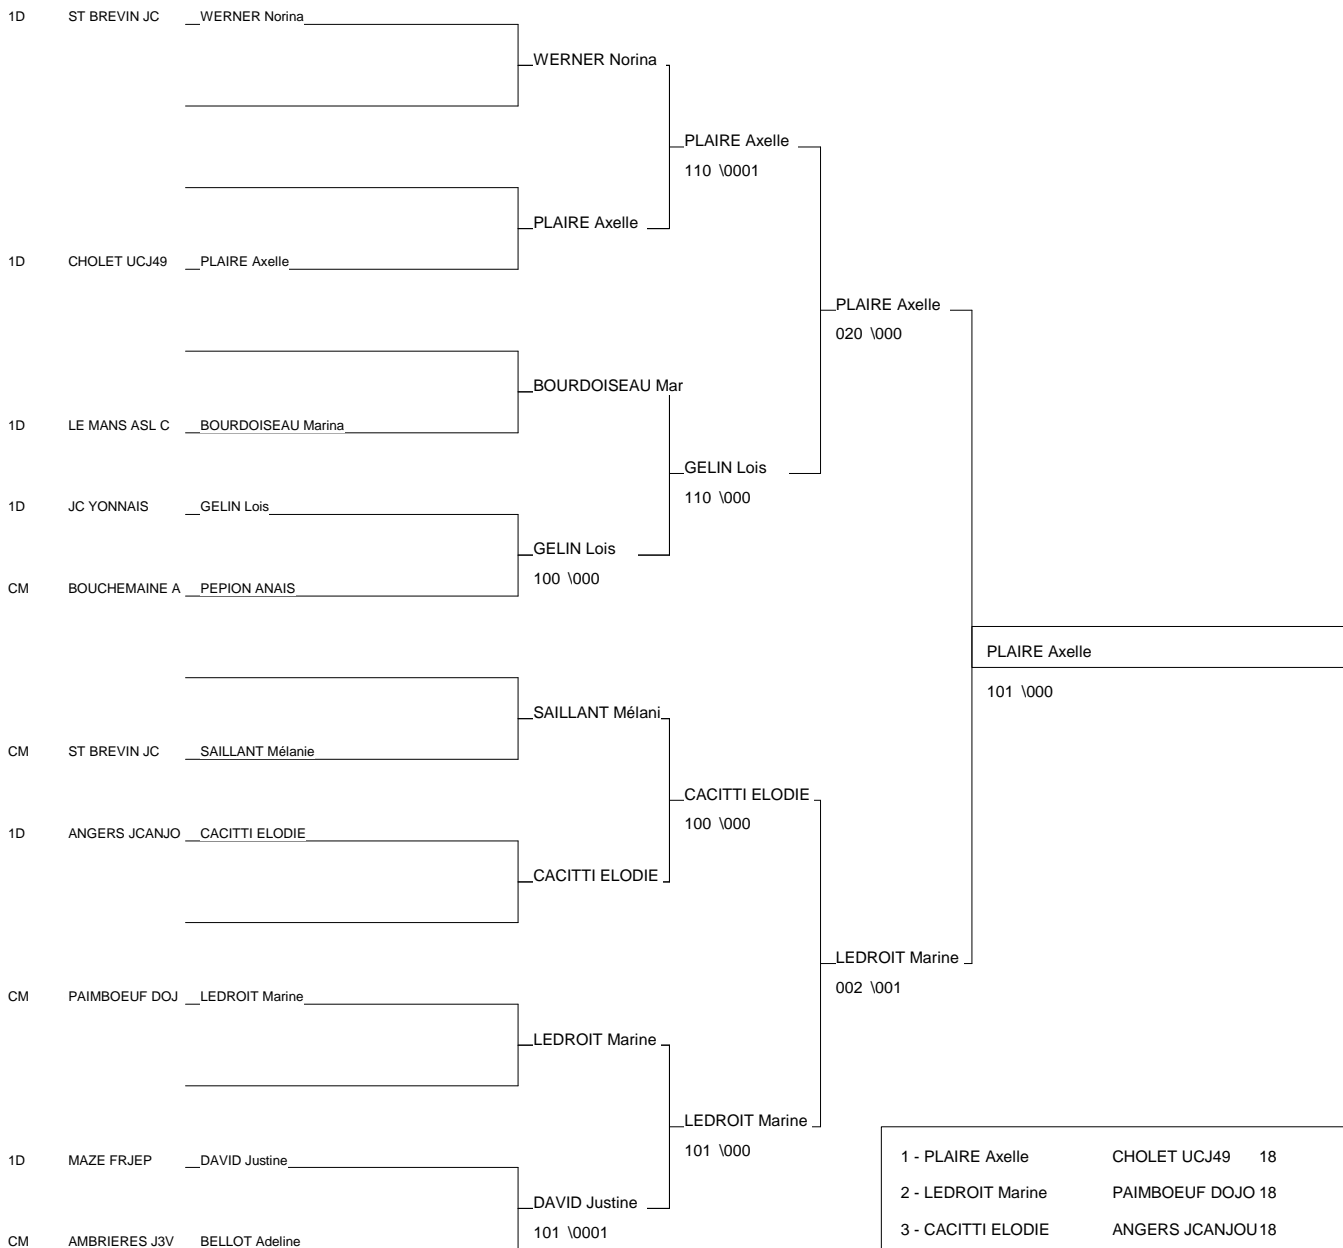 1D ST BREVIN JC WERNER Norina
WERNER Norina
PLAIRE Axelle
110 \0001
PLAIRE Axelle
1D CHOLET UCJ49 PLAIRE Axelle
PLAIRE Axelle
020 \000
BOURDOISEAU Mar
1D LE MANS ASL C BOURDOISEAU Marina
GELIN Lois
110 \000
1D JC YONNAIS GELIN Lois
GELIN Lois
100 \000
CM BOUCHEMAINE A PEPION ANAIS
PLAIRE Axelle
101 \000
SAILLANT Mélani
CM ST BREVIN JC SAILLANT Mélanie
CACITTI ELODIE
100 \000
1D ANGERS JCANJO CACITTI ELODIE
CACITTI ELODIE
LEDROIT Marine
002 \001
CM PAIMBOEUF DOJ LEDROIT Marine
LEDROIT Marine
LEDROIT Marine
101 \000
1D MAZE FRJEP DAVID Justine
DAVID Justine
101 \0001
CM AMBRIERES J3V BELLOT Adeline
1 - PLAIRE Axelle CHOLET UCJ49 18
2 - LEDROIT Marine PAIMBOEUF DOJO 18
3 - CACITTI ELODIE ANGERS JCANJOU 18